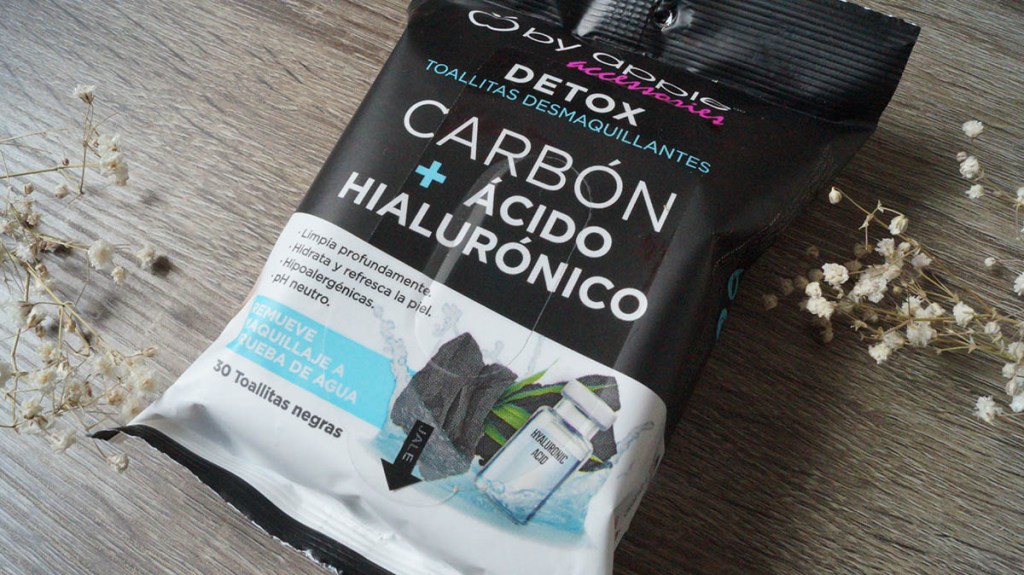 by apple
accessories
DETOX
TOALLITAS DESMAQUILLANTES
CARBÓN
+ ÁCIDO
HIALURÓNICO
· Limpia profundamente.
· Hidrata y refresca la piel.
· Hipoalergénicas.
· pH neutro.
REMUEVE
MAQUILLAJE A
PRUEBA DE AGUA
30 Toallitas negras
JALE
HYALURONIC
ACID